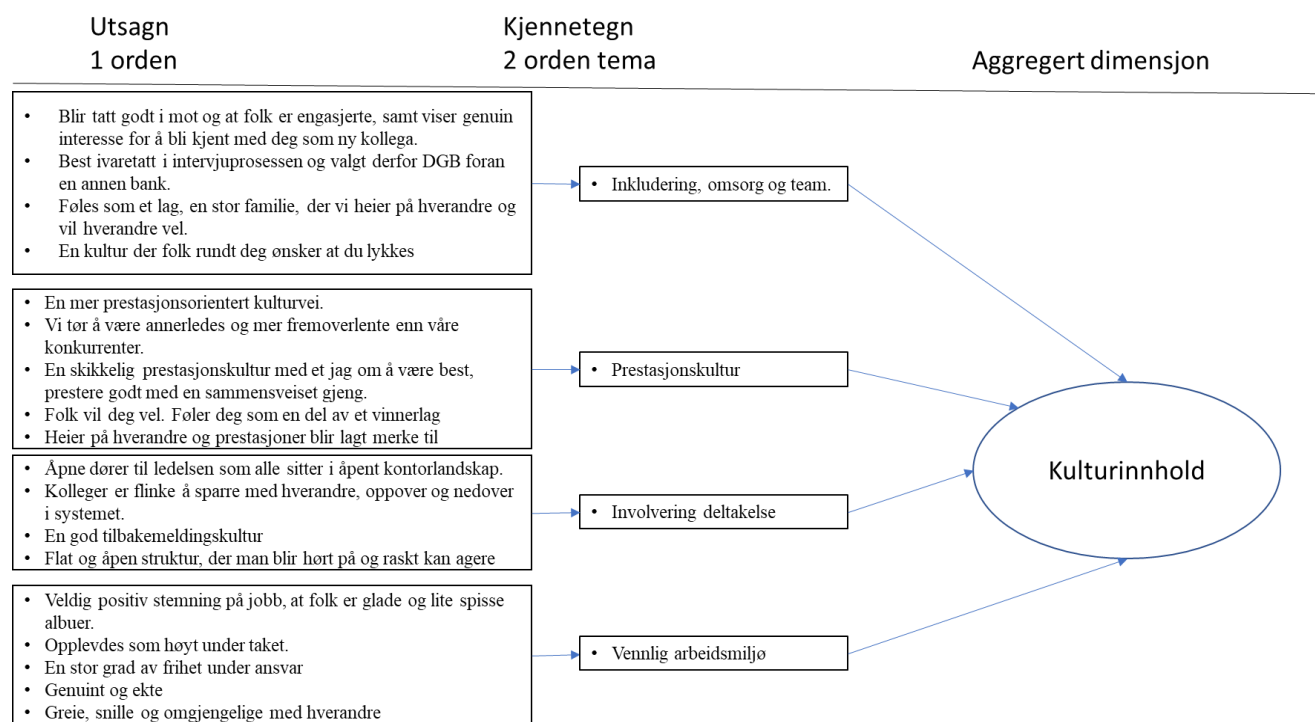 Utsagn
1 orden
Kjennetegn
2 orden tema
Aggregert dimensjon
• Blir tatt godt i mot og at folk er engasjerte, samt viser genuin
interesse for å bli kjent med deg som ny kollega.
• Best ivaretatt i intervjuprosessen og valgt derfor DGB foran
en annen bank.
• Føles som et lag, en stor familie, der vi heier på hverandre og
vil hverandre vel.
• En kultur der folk rundt deg ønsker at du lykkes
• Inkludering, omsorg og team.
• En mer prestasjonsorientert kulturvei.
• Vi tør å være annerledes og mer fremoverlente enn våre
konkurrenter.
• En skikkelig prestasjonskultur med et jag om å være best,
prestere godt med en sammensveiset gjeng.
• Folk vil deg vel. Føler deg som en del av et vinnerlag
• Heier på hverandre og prestasjoner blir lagt merke til
• Prestasjonskultur
• Åpne dører til ledelsen som alle sitter i åpent kontorlandskap.
• Kolleger er flinke å sparre med hverandre, oppover og nedover
i systemet.
• En god tilbakemeldingskultur
• Flat og åpen struktur, der man blir hørt på og raskt kan agere
• Involvering deltakelse
• Veldig positiv stemning på jobb, at folk er glade og lite spisse
albuer.
• Opplevdes som høyt under taket.
• En stor grad av frihet under ansvar
• Genuint og ekte
• Greie, snille og omgjengelige med hverandre
• Vennlig arbeidsmiljø
Kulturinnhold